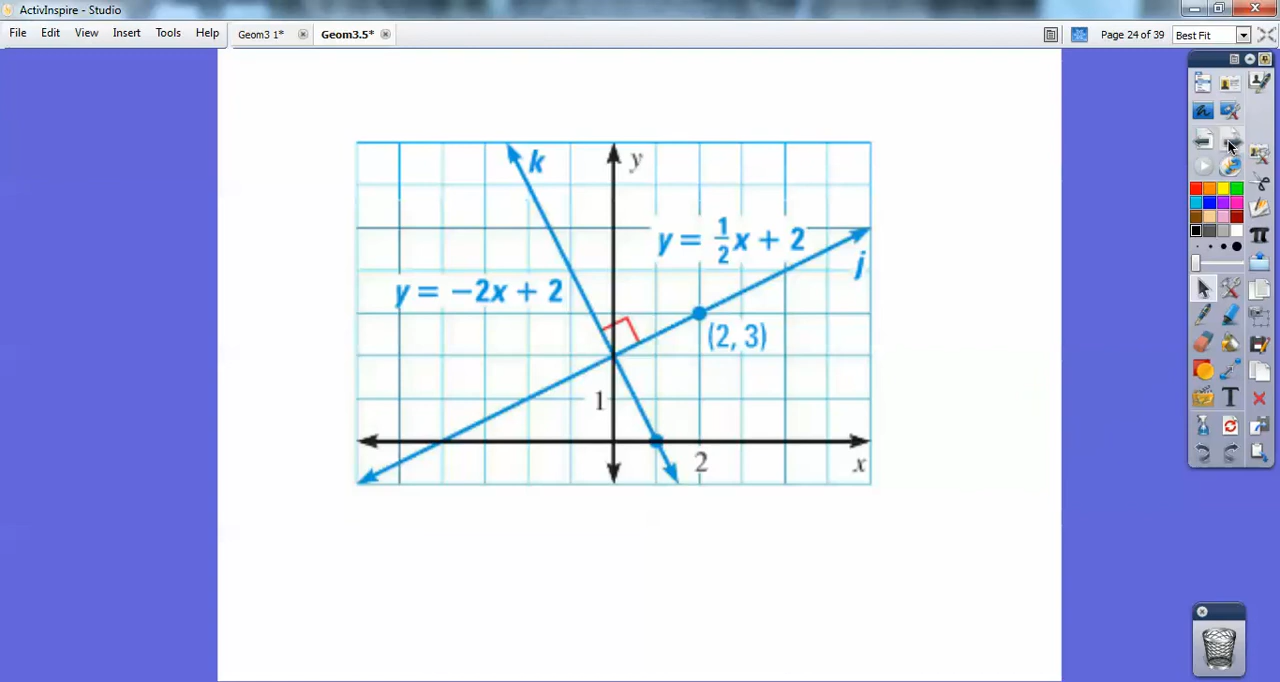 ActivInspire - Studio
File Edit View Insert Tools Help
Geom3 1* Geom3.5*
Page 24 of 39 Best Fit
k
y
y = 1/2x + 2
j
y = −2x + 2
(2, 3)
1
2
x
π
T